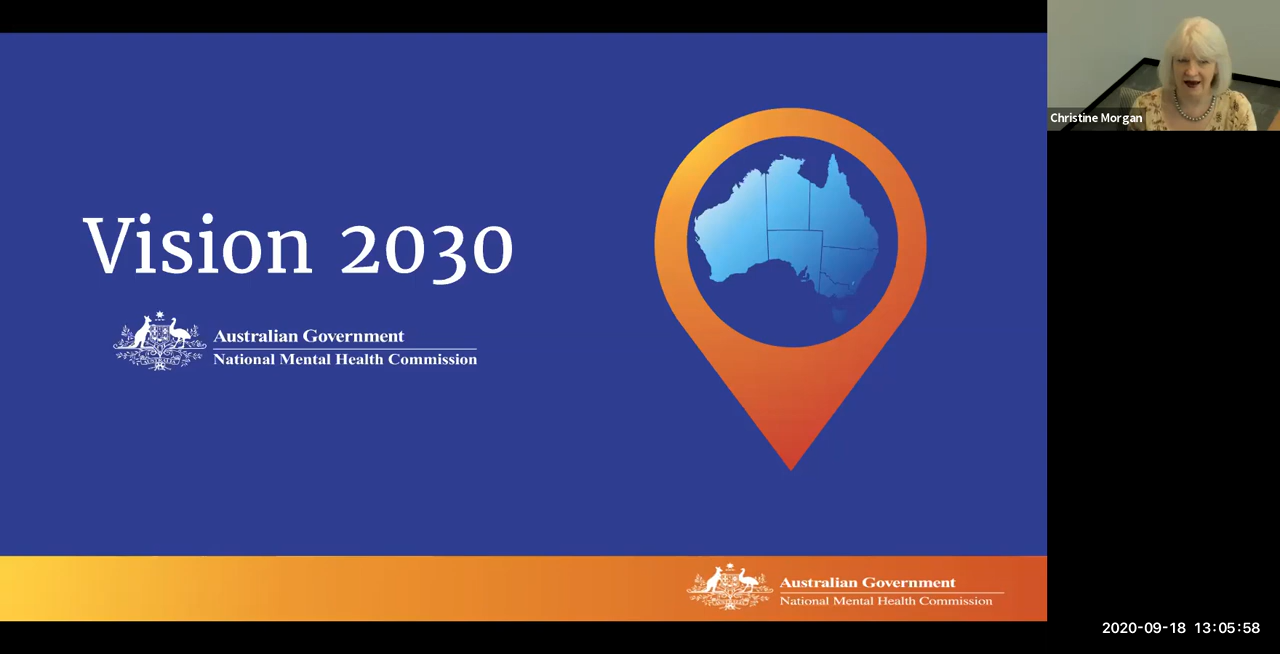 Vision 2030
Australian Government
National Mental Health Commission
Christine Morgan
Australian Government
National Mental Health Commission
2020-09-18 13:05:58